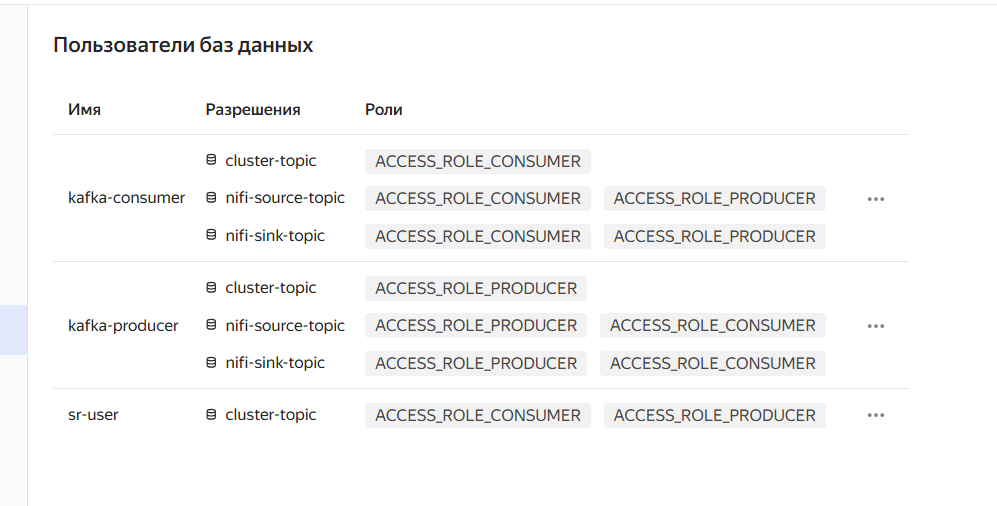 Пользователи баз данных
Имя Разрешения Роли
cluster-topic ACCESS_ROLE_CONSUMER
kafka-consumer nifi-source-topic ACCESS_ROLE_CONSUMER ACCESS_ROLE_PRODUCER
nifi-sink-topic ACCESS_ROLE_CONSUMER ACCESS_ROLE_PRODUCER
cluster-topic ACCESS_ROLE_PRODUCER
kafka-producer nifi-source-topic ACCESS_ROLE_PRODUCER ACCESS_ROLE_CONSUMER
nifi-sink-topic ACCESS_ROLE_PRODUCER ACCESS_ROLE_CONSUMER
sr-user cluster-topic ACCESS_ROLE_CONSUMER ACCESS_ROLE_PRODUCER